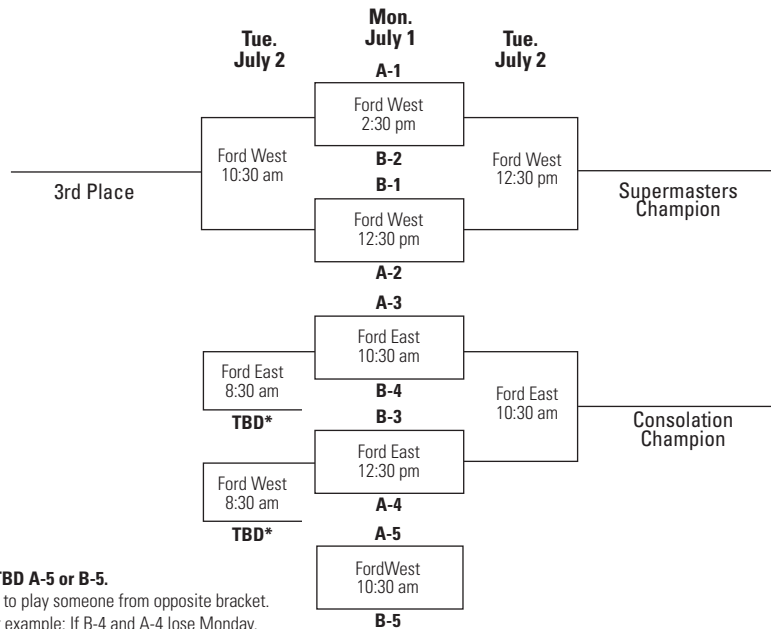 Mon.
July 1
Tue.
July 2
Tue.
July 2
A-1
Ford West
2:30 pm
B-2
Ford West
10:30 am
Ford West
12:30 pm
B-1
3rd Place
Supermasters
Champion
Ford West
12:30 pm
A-2
A-3
Ford East
10:30 am
Ford East
8:30 am
B-4
Ford East
10:30 am
TBD*
B-3
Consolation
Champion
Ford East
12:30 pm
Ford West
8:30 am
A-4
TBD*
A-5
FordWest
10:30 am
B-5
TBD A-5 or B-5.
to play someone from opposite bracket.
example: If B-4 and A-4 lose Monday,